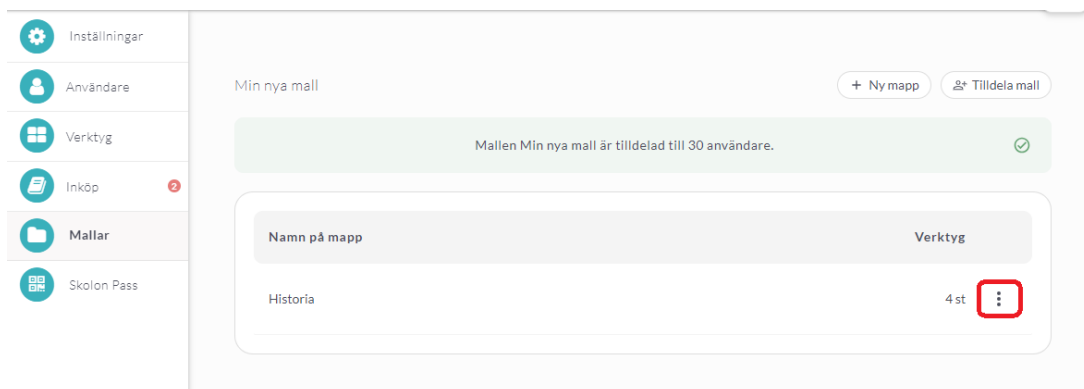 Inställningar
Användare
Verktyg
Inköp 2
Mallar
Skolon Pass
Min nya mall
+ Ny mapp
Tilldela mall
Mallen Min nya mall är tilldelad till 30 användare.
Namn på mapp Verktyg
Historia 4 st